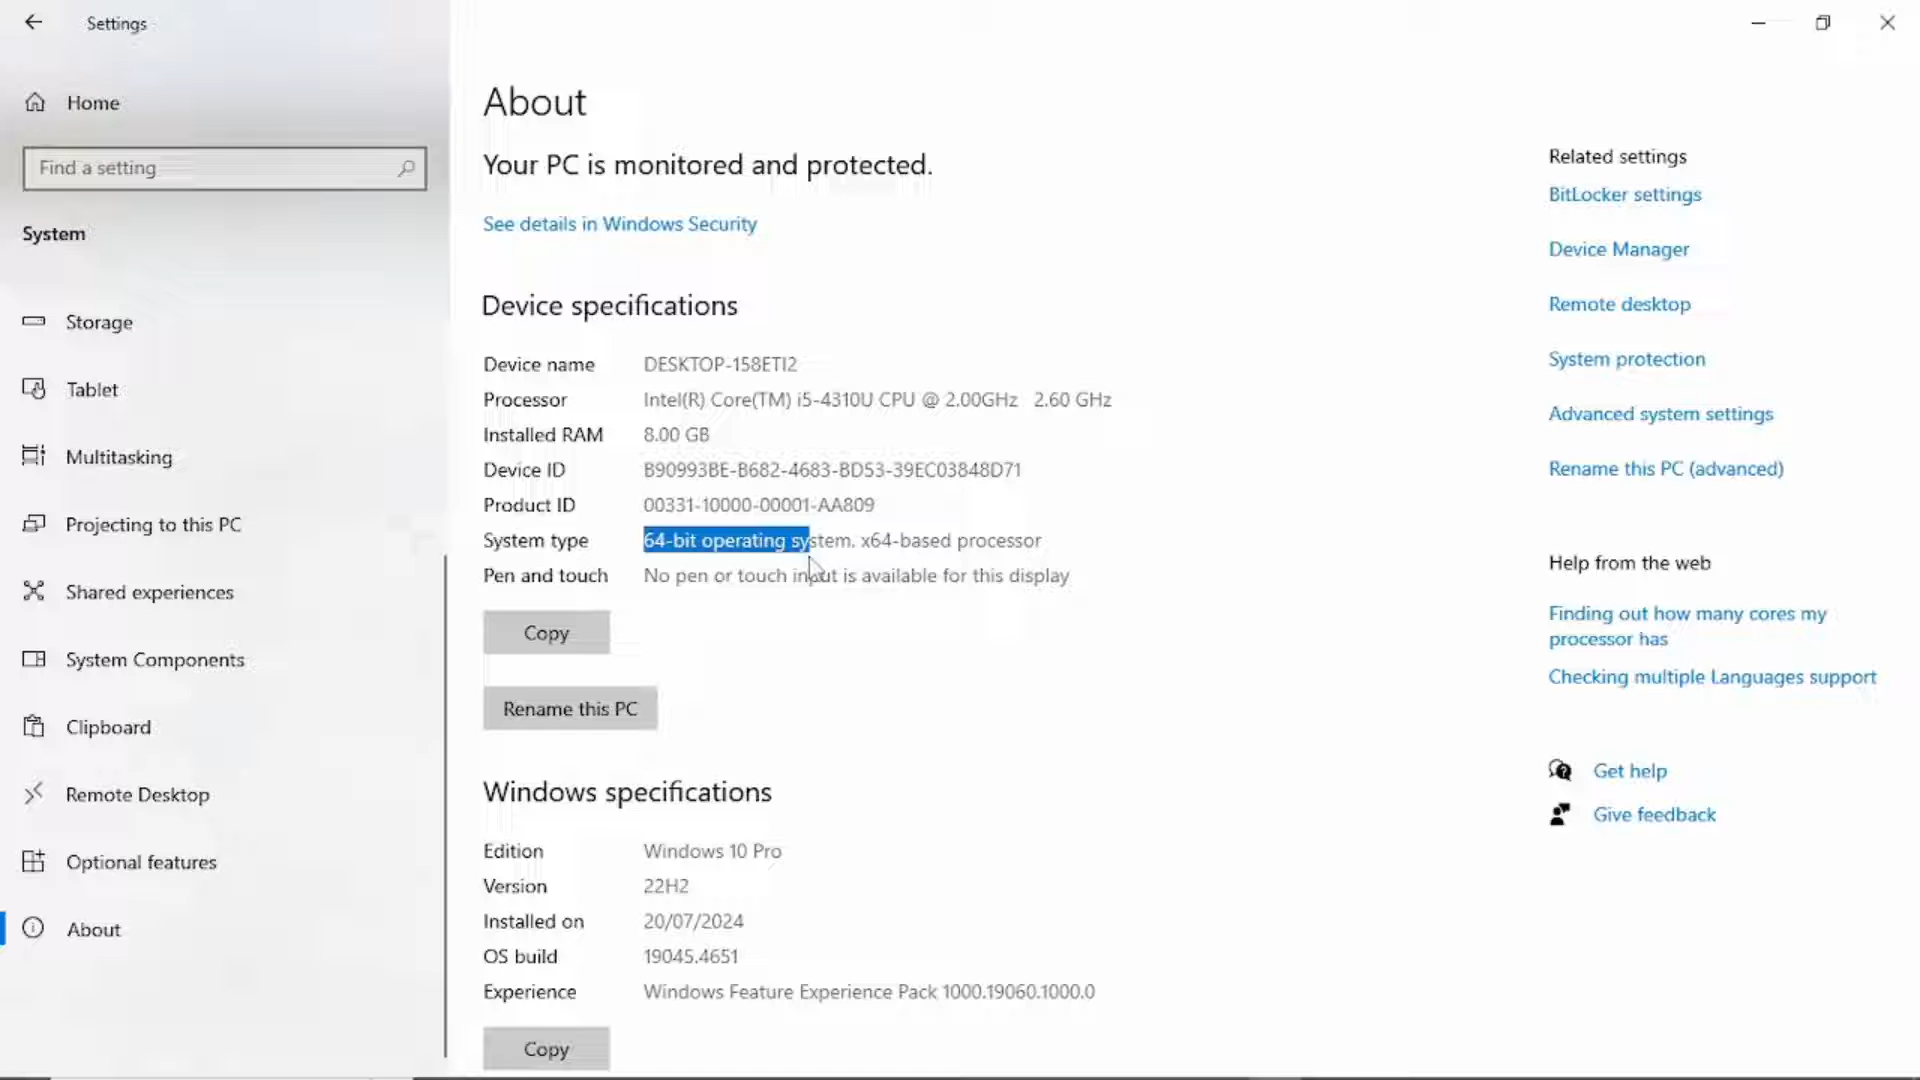 Settings
Home
Find a setting
System
Storage
Tablet
Multitasking
Projecting to this PC
Shared experiences
System Components
Clipboard
Remote Desktop
Optional features
About
About
Your PC is monitored and protected.
See details in Windows Security
Device specifications
Device name DESKTOP-158ETI2
Processor Intel(R) Core(TM) i5-4310U CPU @ 2.00GHz 2.60 GHz
Installed RAM 8.00 GB
Device ID B90993BE-B682-4683-BD53-39EC03848D71
Product ID 00331-10000-00001-AA809
System type 64-bit operating system. x64-based processor
Pen and touch No pen or touch input is available for this display
Copy
Rename this PC
Windows specifications
Edition Windows 10 Pro
Version 22H2
Installed on 20/07/2024
OS build 19045.4651
Experience Windows Feature Experience Pack 1000.19060.1000.0
Copy
Related settings
BitLocker settings
Device Manager
Remote desktop
System protection
Advanced system settings
Rename this PC (advanced)
Help from the web
Finding out how many cores my
processor has
Checking multiple Languages support
Get help
Give feedback